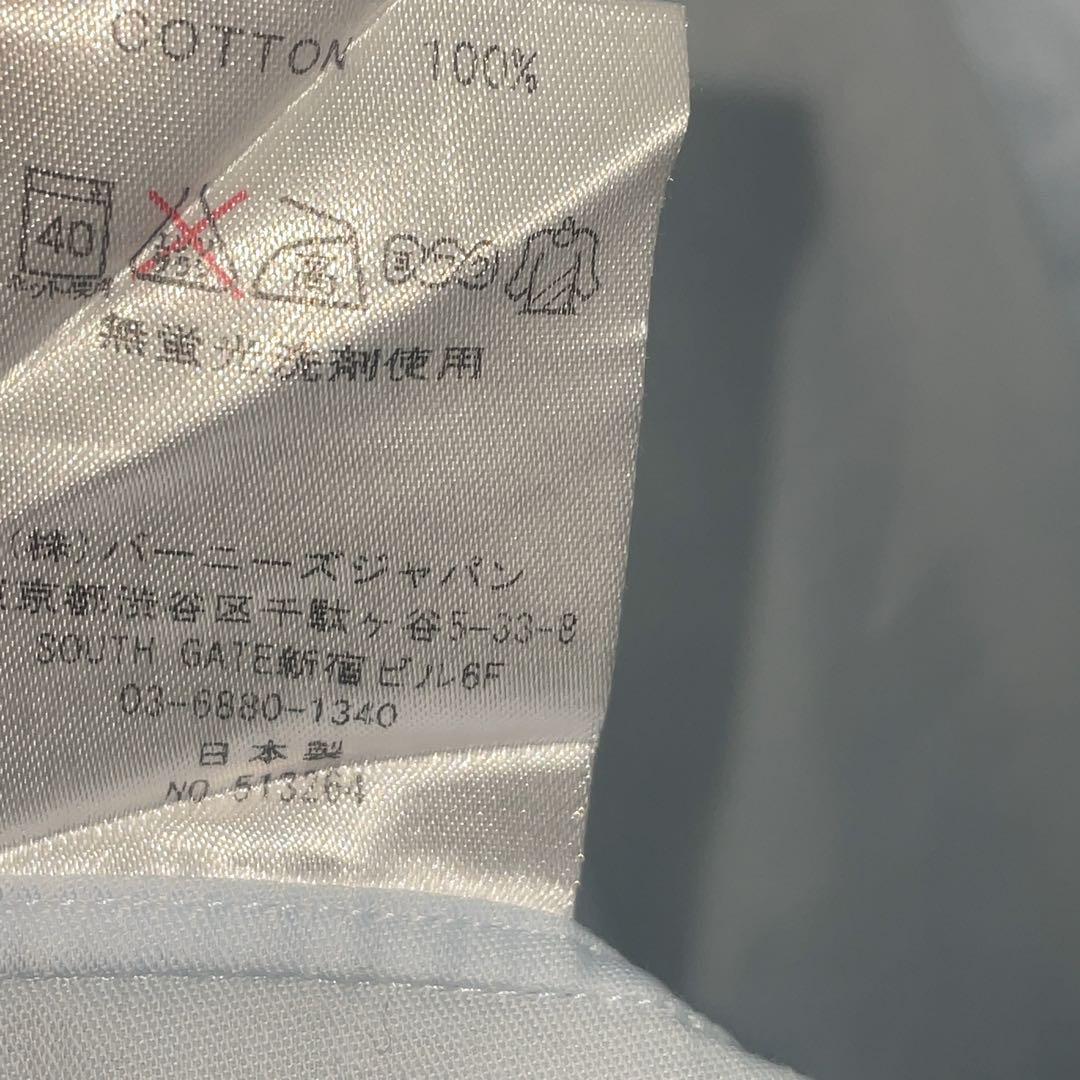 COTTON 100%
40
ネット使用
無蛍光洗剤使用
(株)バーニーズジャパン
東京都渋谷区千駄ヶ谷5-33-8
SOUTH GATE新宿ビル6F
03-6880-1340
日本製
NO 513264